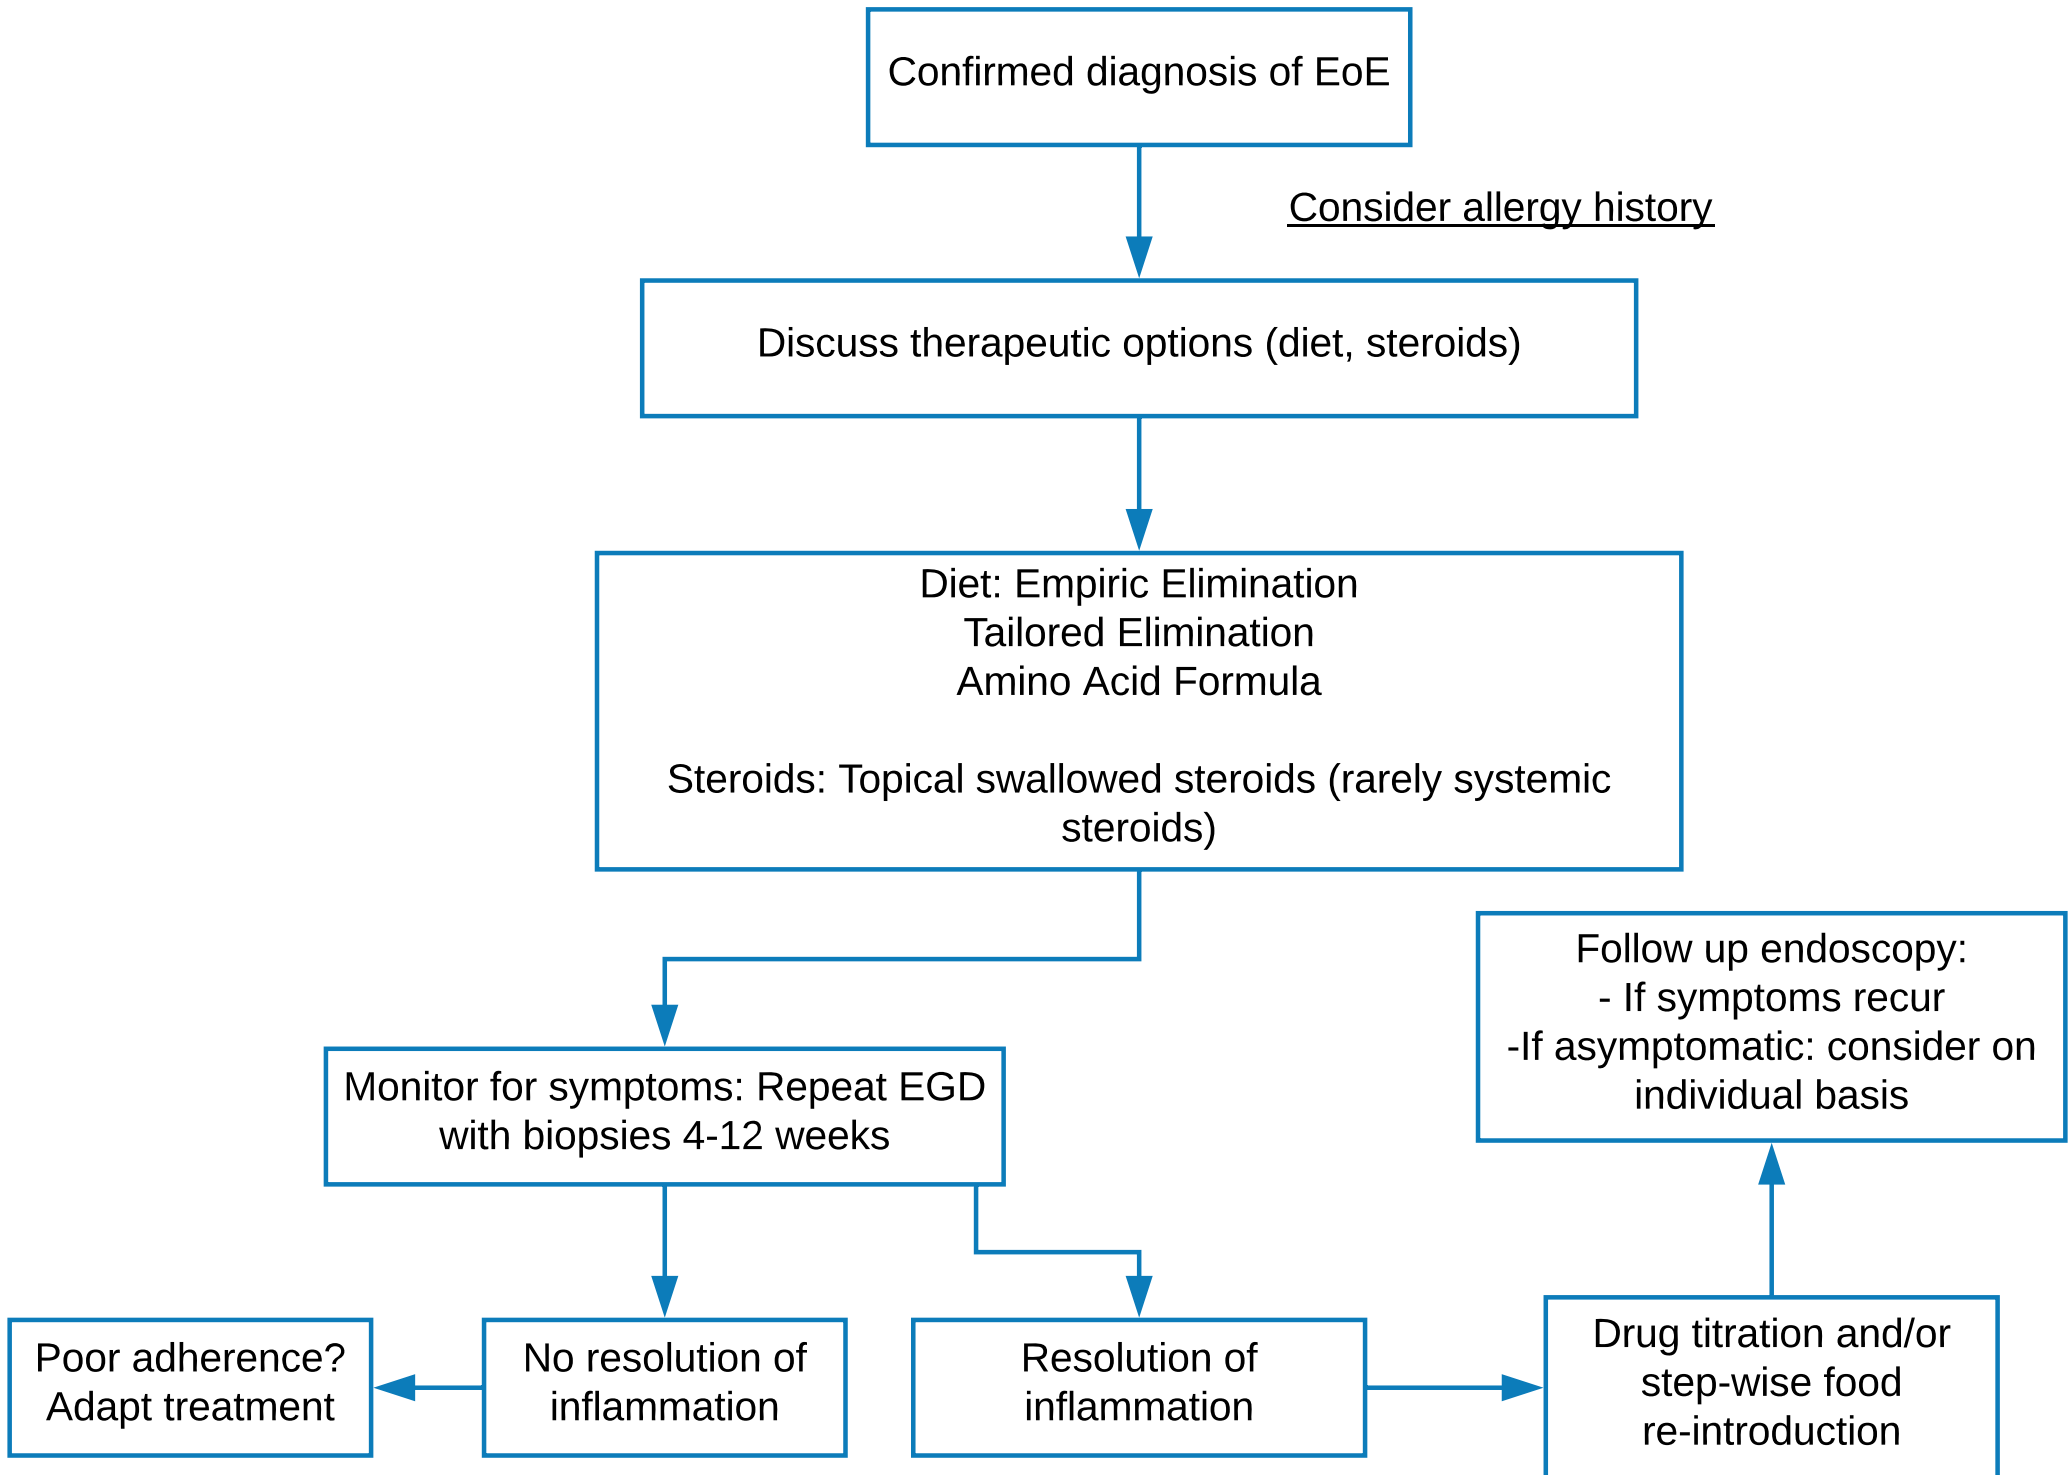 Confirmed diagnosis of EoE
Consider allergy history
Discuss therapeutic options (diet, steroids)
Diet: Empiric Elimination
Tailored Elimination
Amino Acid Formula
Steroids: Topical swallowed steroids (rarely systemic
steroids)
Monitor for symptoms: Repeat EGD
with biopsies 4-12 weeks
Poor adherence?
Adapt treatment
No resolution of
inflammation
Resolution of
inflammation
Drug titration and/or
step-wise food
re-introduction
Follow up endoscopy:
- If symptoms recur
-If asymptomatic: consider on
individual basis